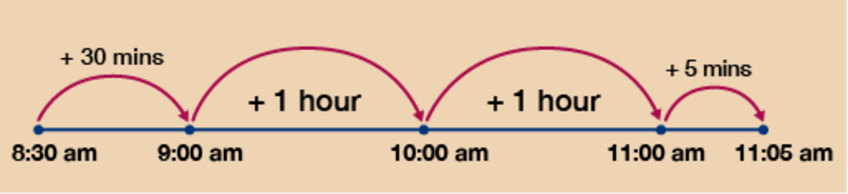 + 30 mins
+ 1 hour
+ 1 hour
+ 5 mins
8:30 am 9:00 am 10:00 am 11:00 am 11:05 am